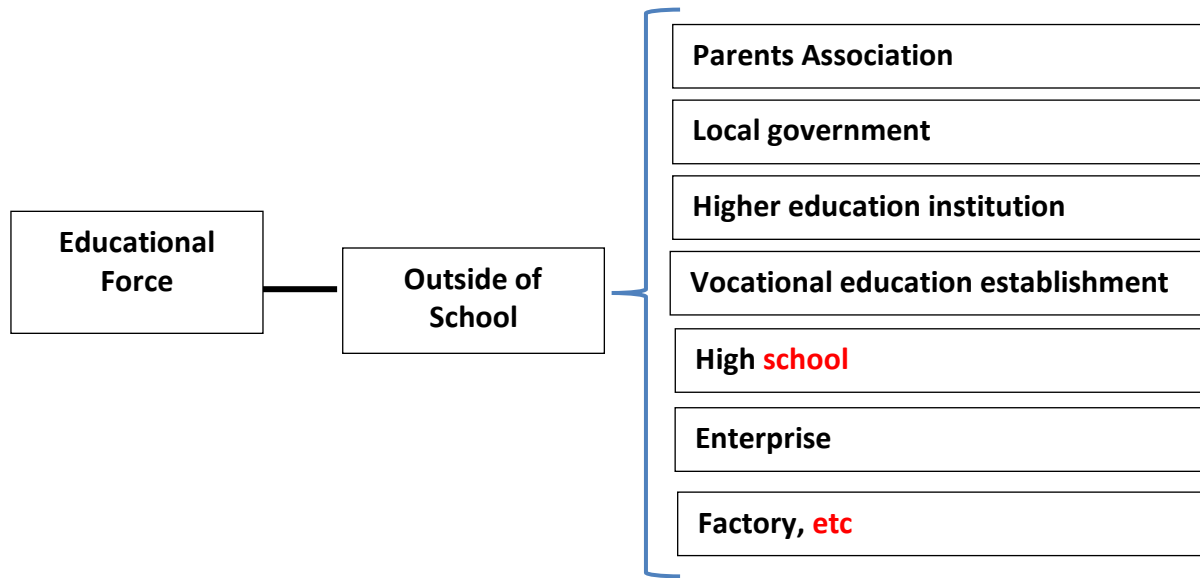 Educational
Force
Outside of
School
Parents Association
Local government
Higher education institution
Vocational education establishment
High school
Enterprise
Factory, etc